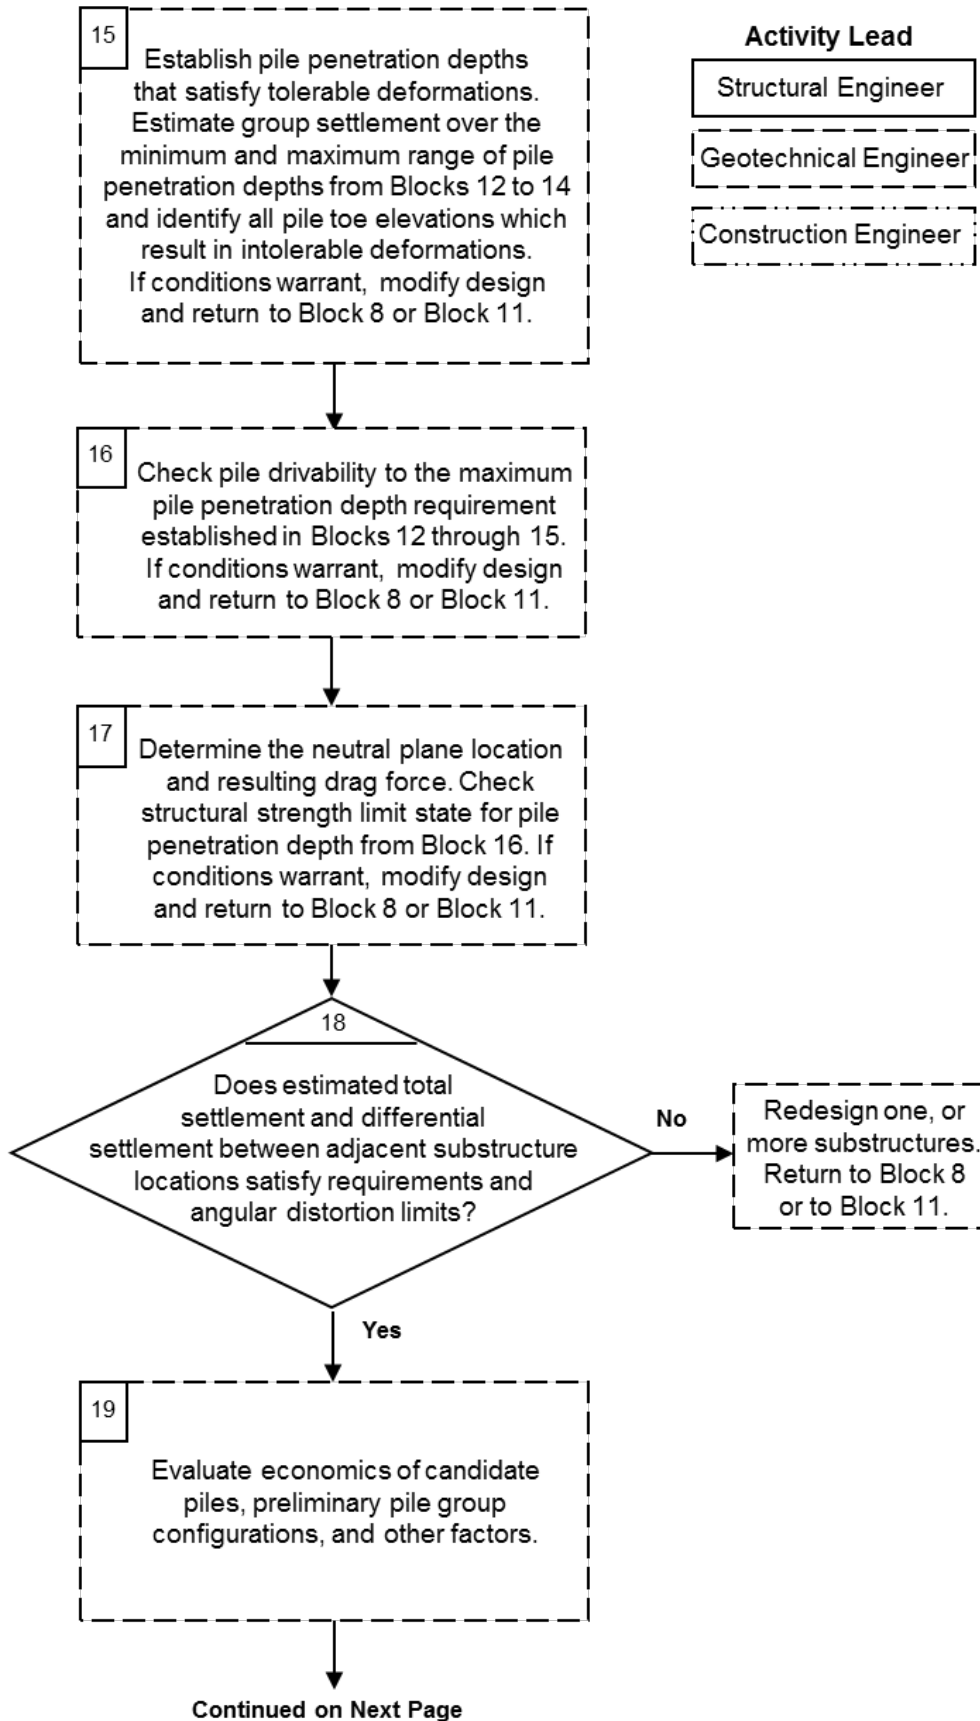 15
Establish pile penetration depths
that satisfy tolerable deformations.
Estimate group settlement over the
minimum and maximum range of pile
penetration depths from Blocks 12 to 14
and identify all pile toe elevations which
result in intolerable deformations.
If conditions warrant, modify design
and return to Block 8 or Block 11.
Activity Lead
Structural Engineer
Geotechnical Engineer
Construction Engineer
16
Check pile drivability to the maximum
pile penetration depth requirement
established in Blocks 12 through 15.
If conditions warrant, modify design
and return to Block 8 or Block 11.
17
Determine the neutral plane location
and resulting drag force. Check
structural strength limit state for pile
penetration depth from Block 16. If
conditions warrant, modify design
and return to Block 8 or Block 11.
18
Does estimated total
settlement and differential
settlement between adjacent substructure
locations satisfy requirements and
angular distortion limits?
No
Redesign one, or
more substructures.
Return to Block 8
or to Block 11.
Yes
19
Evaluate economics of candidate
piles, preliminary pile group
configurations, and other factors.
Continued on Next Page